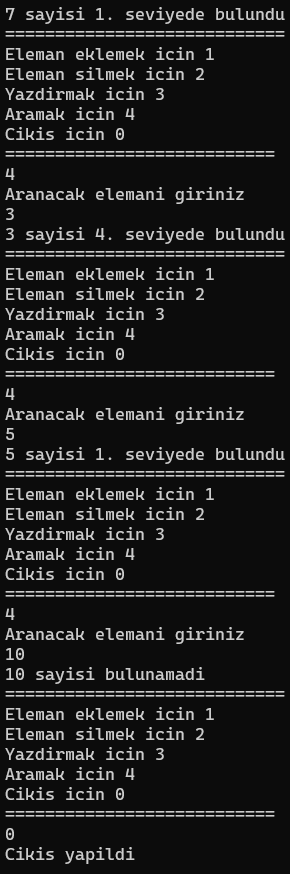 7 sayisi 1. seviyede bulundu
============================
Eleman eklemek icin 1
Eleman silmek icin 2
Yazdirmak icin 3
Aramak icin 4
Cikis icin 0
===========================
4
Aranacak elemani giriniz
3
3 sayisi 4. seviyede bulundu
============================
Eleman eklemek icin 1
Eleman silmek icin 2
Yazdirmak icin 3
Aramak icin 4
Cikis icin 0
===========================
4
Aranacak elemani giriniz
5
5 sayisi 1. seviyede bulundu
============================
Eleman eklemek icin 1
Eleman silmek icin 2
Yazdirmak icin 3
Aramak icin 4
Cikis icin 0
===========================
4
Aranacak elemani giriniz
10
10 sayisi bulunamadi
============================
Eleman eklemek icin 1
Eleman silmek icin 2
Yazdirmak icin 3
Aramak icin 4
Cikis icin 0
===========================
0
Cikis yapildi